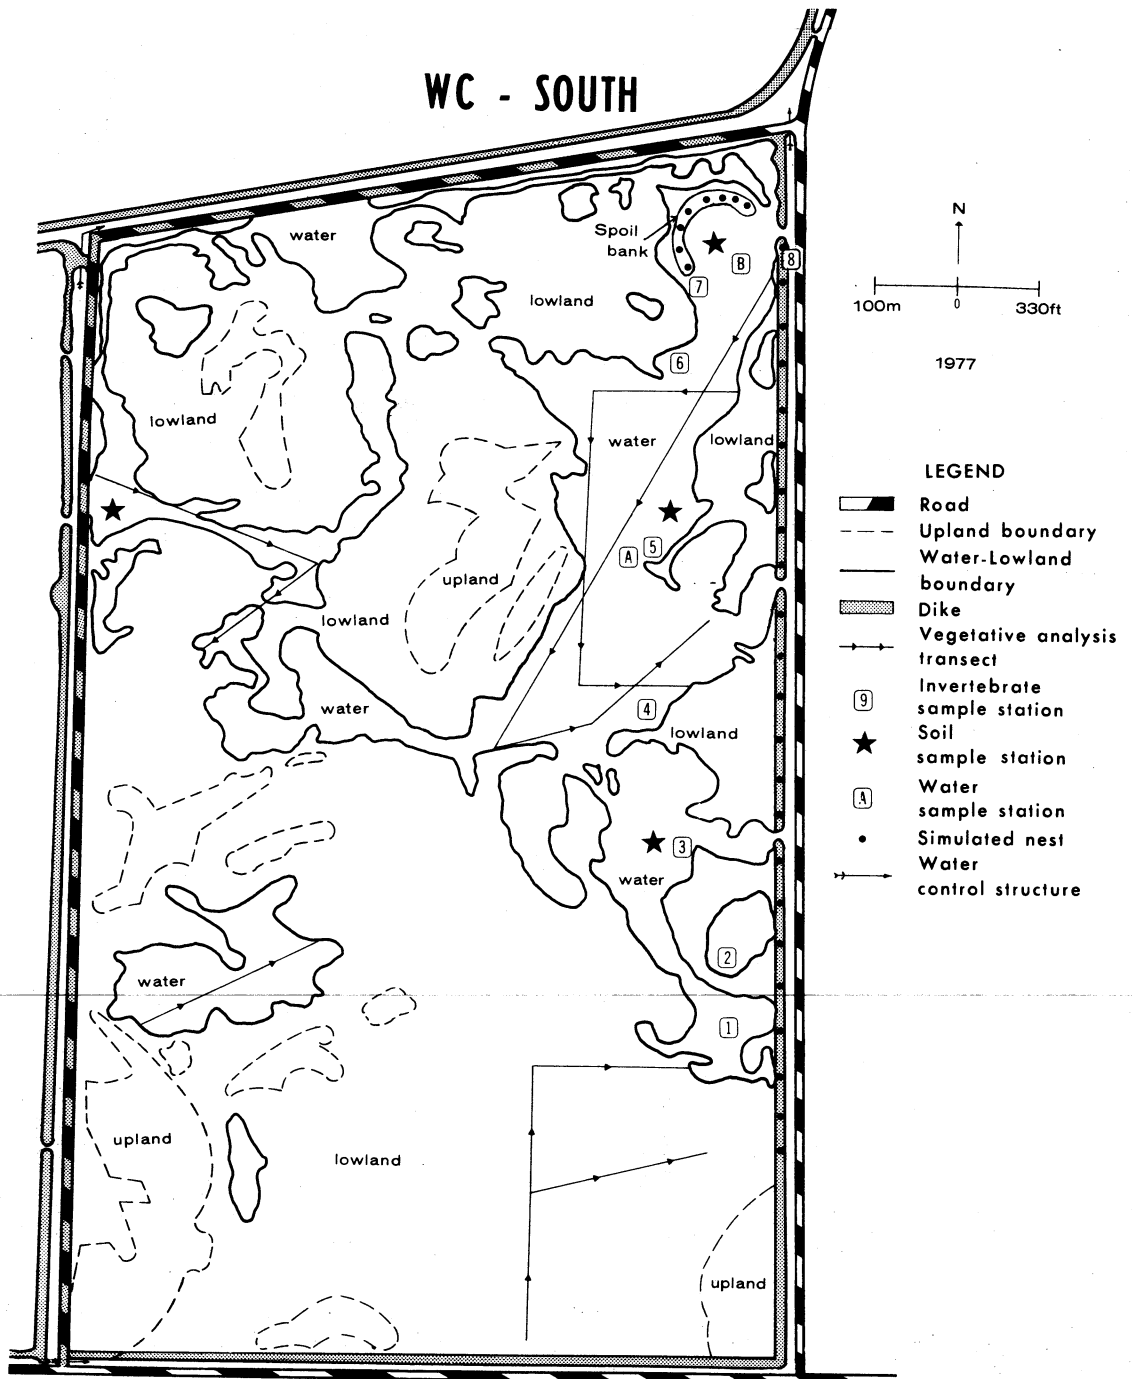 WC - SOUTH
water
Spoil
bank
B
8
7
lowland
N
100m
0
330ft
1977
6
lowland
water
lowland
A
5
upland
lowland
water
4
lowland
3
water
2
water
1
upland
lowland
upland
LEGEND
Road
Upland boundary
Water-Lowland
boundary
Dike
Vegetative analysis
transect
9
Invertebrate
sample station
Soil
sample station
A
Water
sample station
Simulated nest
Water
control structure